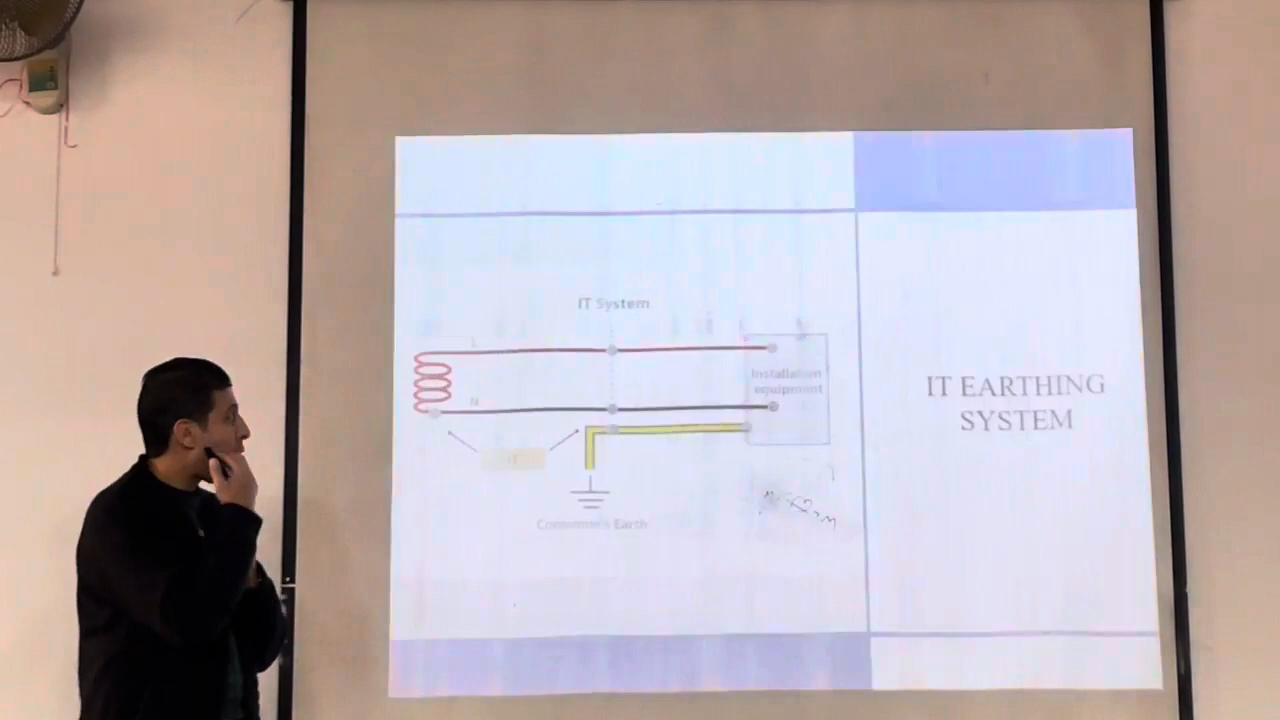 IT System
L
N
Installation
equipment
IT
Consumer's Earth
IT EARTHING
SYSTEM